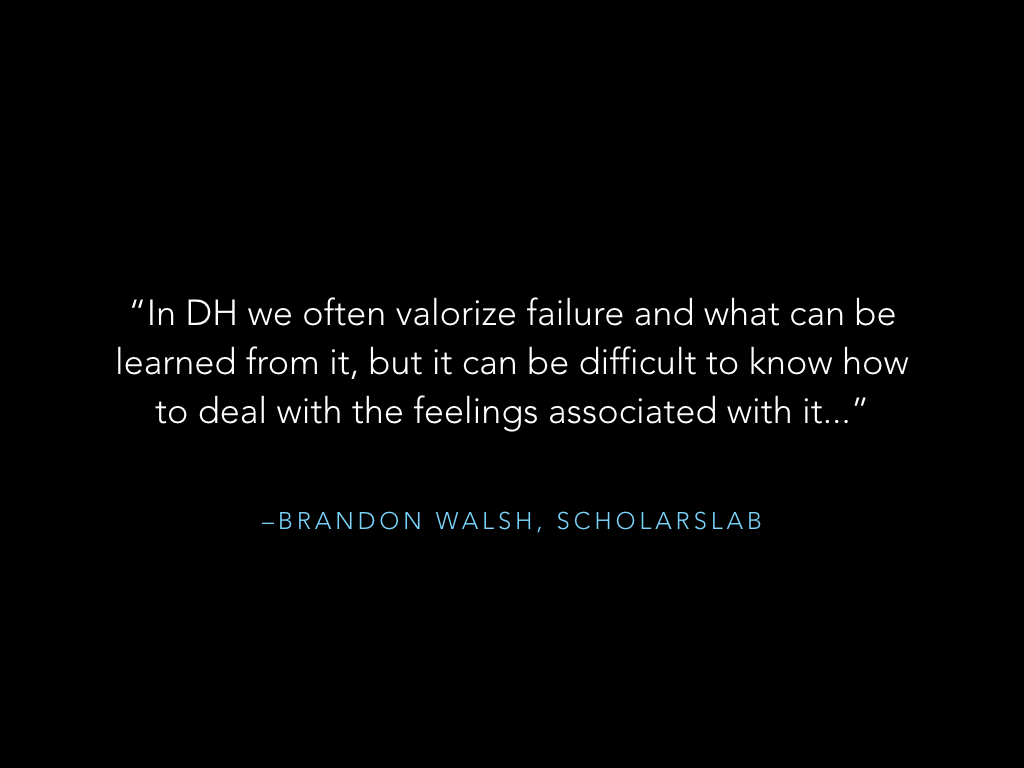 “In DH we often valorize failure and what can be
learned from it, but it can be difficult to know how
to deal with the feelings associated with it...”
–BRANDON WALSH, SCHOLARSLAB